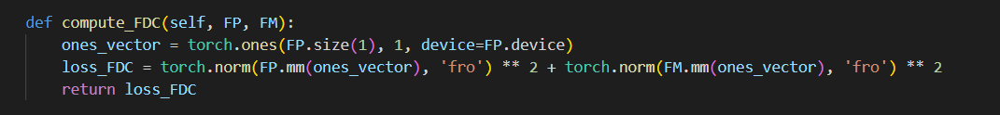 def compute_FDC(self, FP, FM):
    ones_vector = torch.ones(FP.size(1), 1, device=FP.device)
    loss_FDC = torch.norm(FP.mm(ones_vector), 'fro') ** 2 + torch.norm(FM.mm(ones_vector), 'fro') ** 2
    return loss_FDC